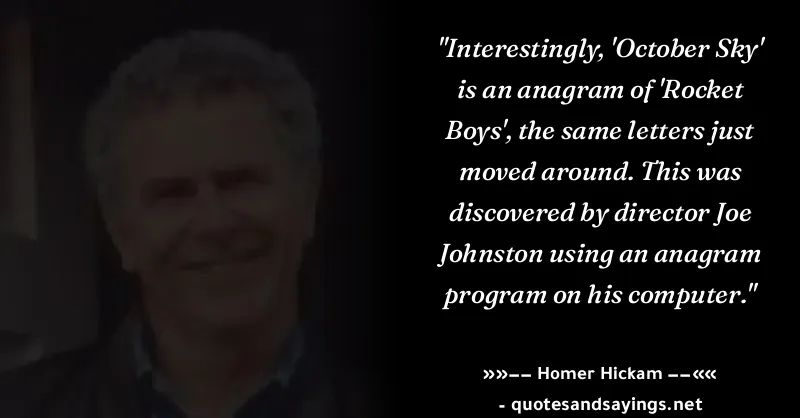 "Interestingly, 'October Sky'
is an anagram of 'Rocket
Boys', the same letters just
moved around. This was
discovered by director Joe
Johnston using an anagram
program on his computer."
»»−− Homer Hickam −−««
- quotesandsayings.net